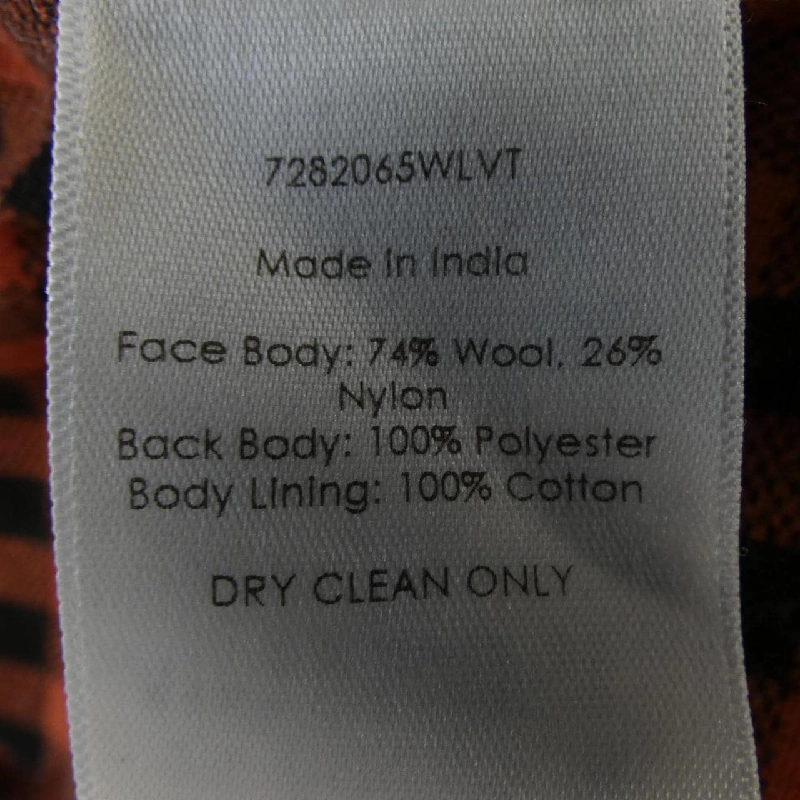 7282065WLVT
Made In India
Face Body: 74% Wool, 26%
Nylon
Back Body: 100% Polyester
Body Lining: 100% Cotton
DRY CLEAN ONLY